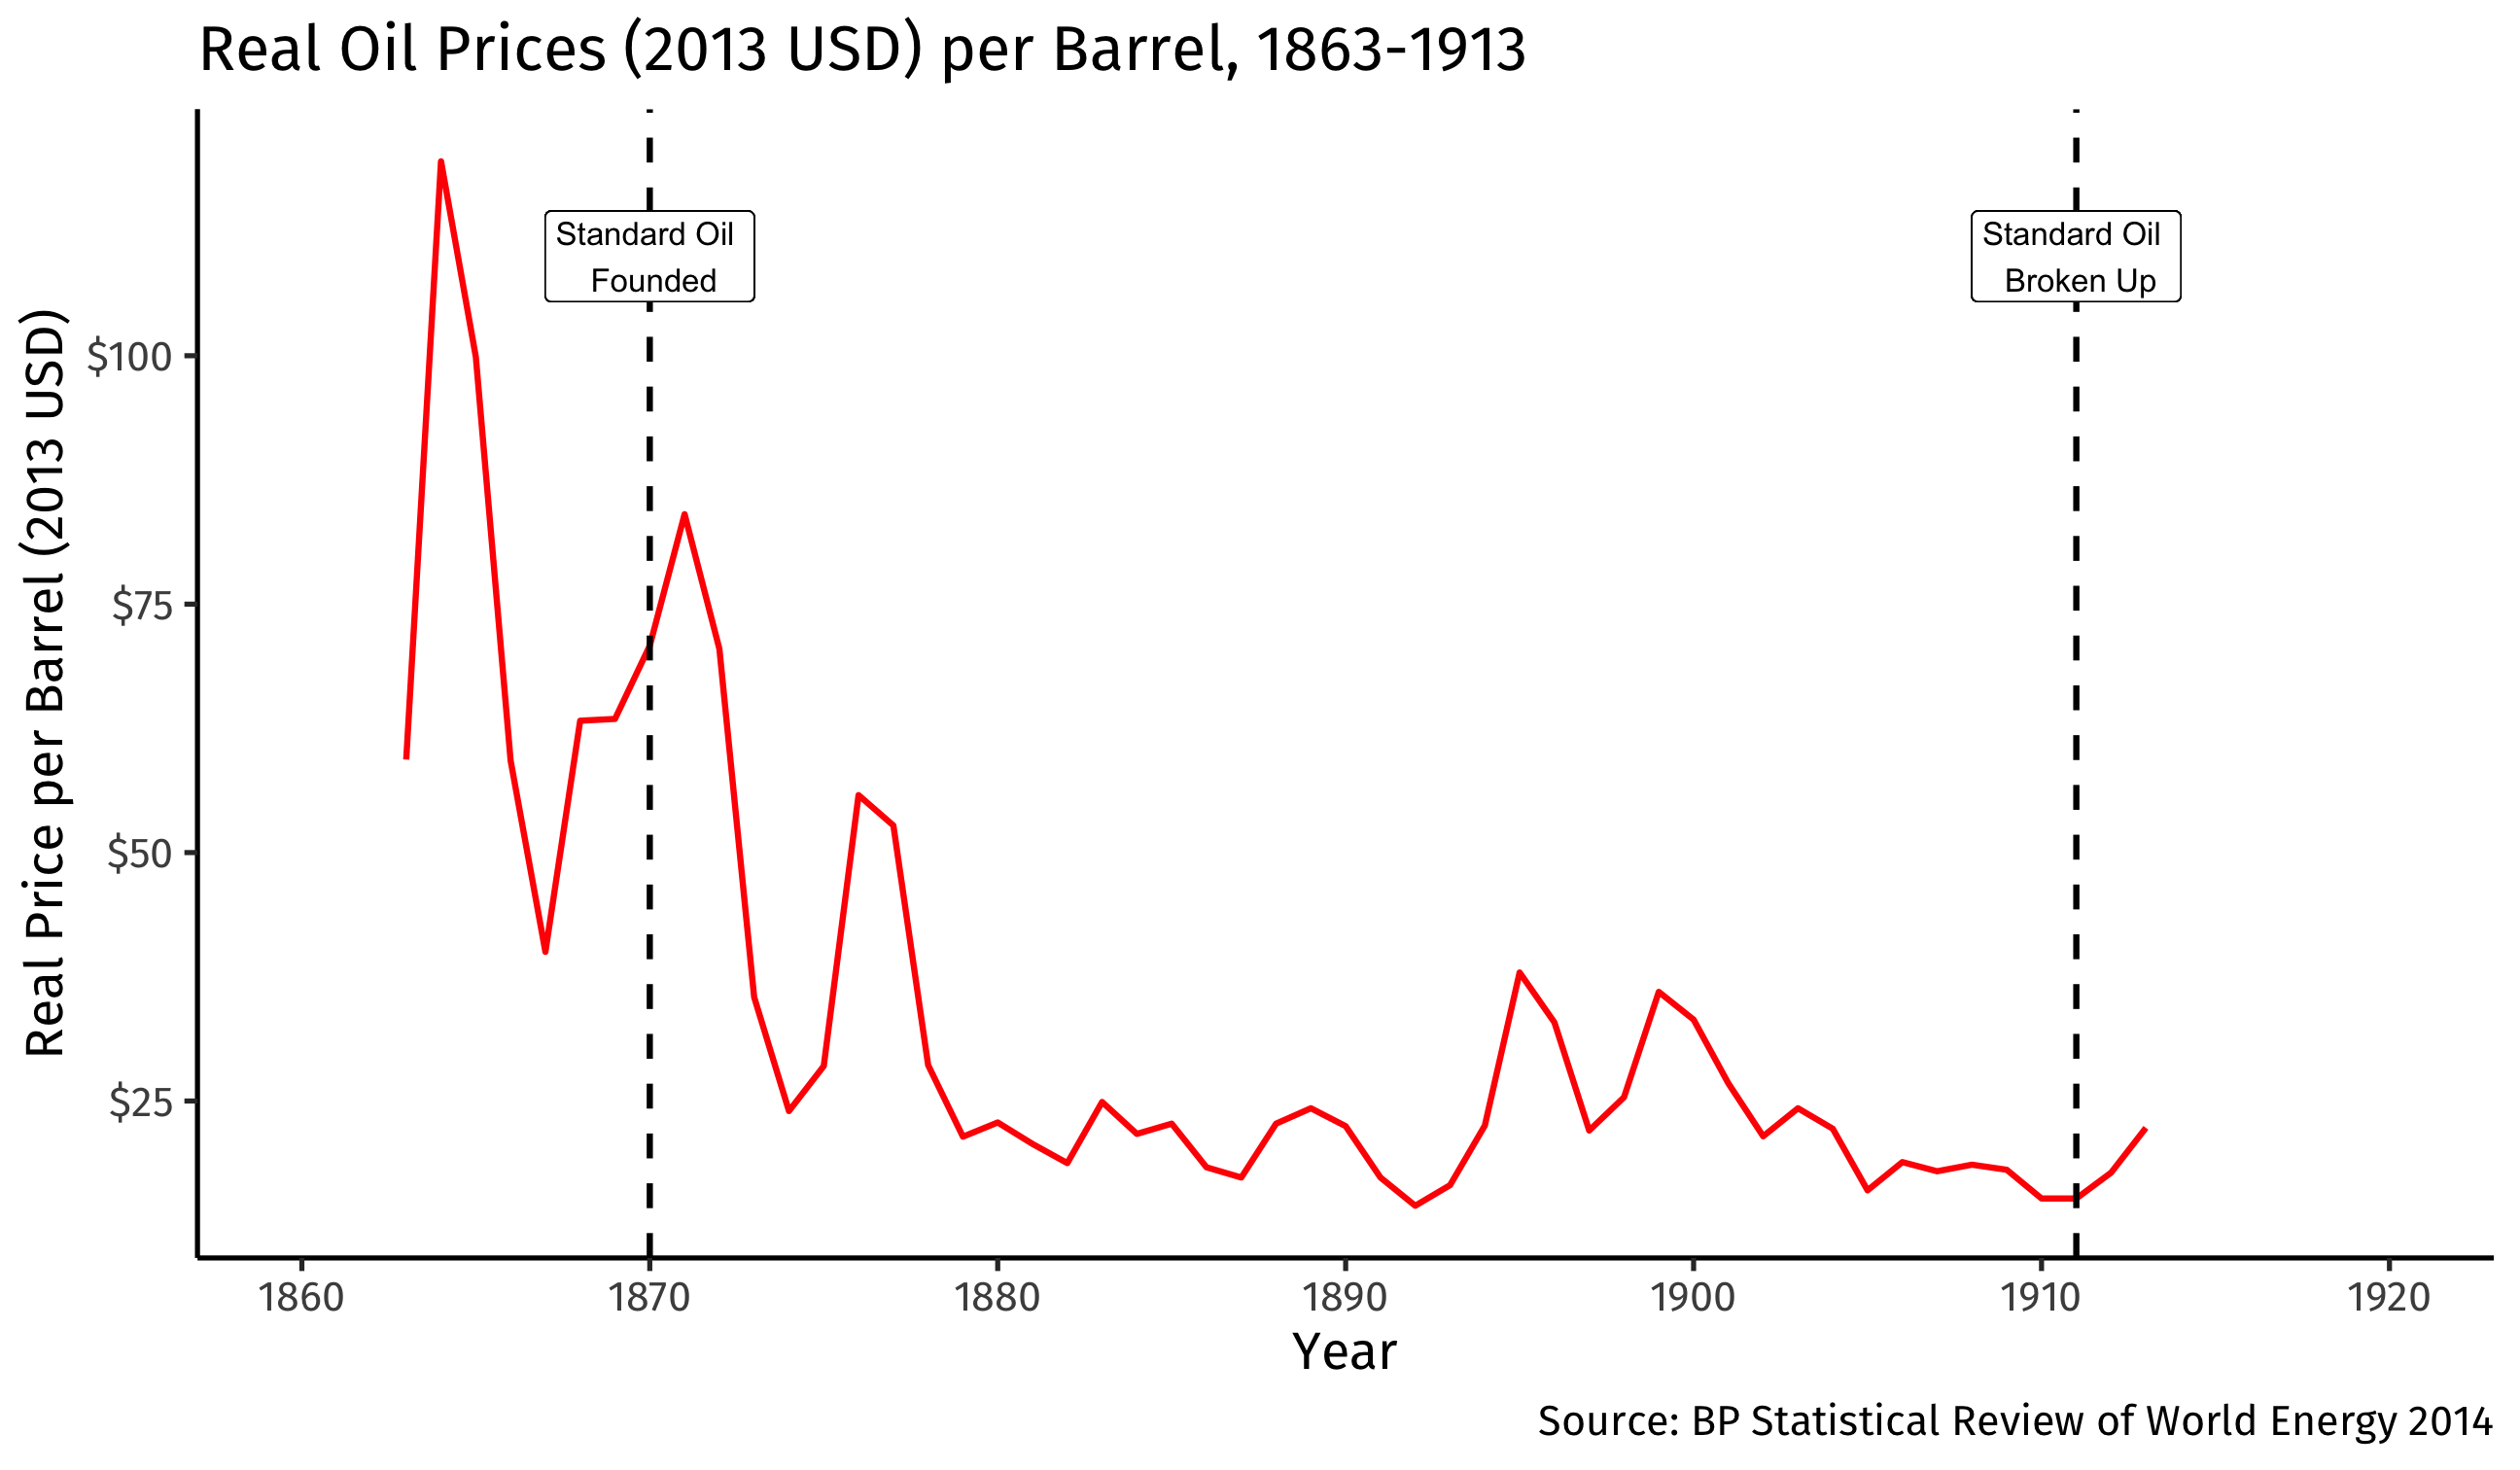 Real Oil Prices (2013 USD) per Barrel, 1863-1913
Standard Oil
Founded
Standard Oil
Broken Up
Real Price per Barrel (2013 USD)
$100
$75
$50
$25
1860 1870 1880 1890 1900 1910 1920
Year
Source: BP Statistical Review of World Energy 2014